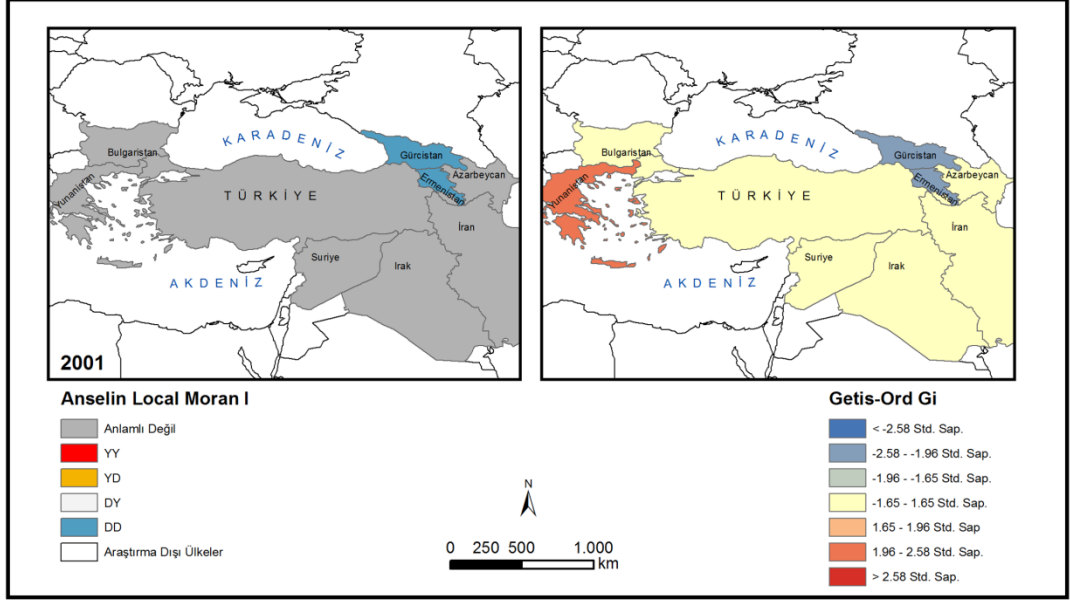 KARADENİZ
Bulgaristan
Gürcistan
Ermenistan
Azerbaycan
Yunanistan
TÜRKİYE
İran
Suriye
Irak
AKDENİZ
2001
KARADENİZ
Bulgaristan
Gürcistan
Ermenistan
Azerbaycan
Yunanistan
TÜRKİYE
İran
Suriye
Irak
AKDENİZ
Anselin Local Moran I
Anlamlı Değil
YY
YD
DY
DD
Araştırma Dışı Ülkeler
N
0 250 500 1.000
km
Getis-Ord Gi
< -2.58 Std. Sap.
-2.58 - -1.96 Std. Sap.
-1.96 - -1.65 Std. Sap.
-1.65 - 1.65 Std. Sap.
1.65 - 1.96 Std. Sap
1.96 - 2.58 Std. Sap.
> 2.58 Std. Sap.